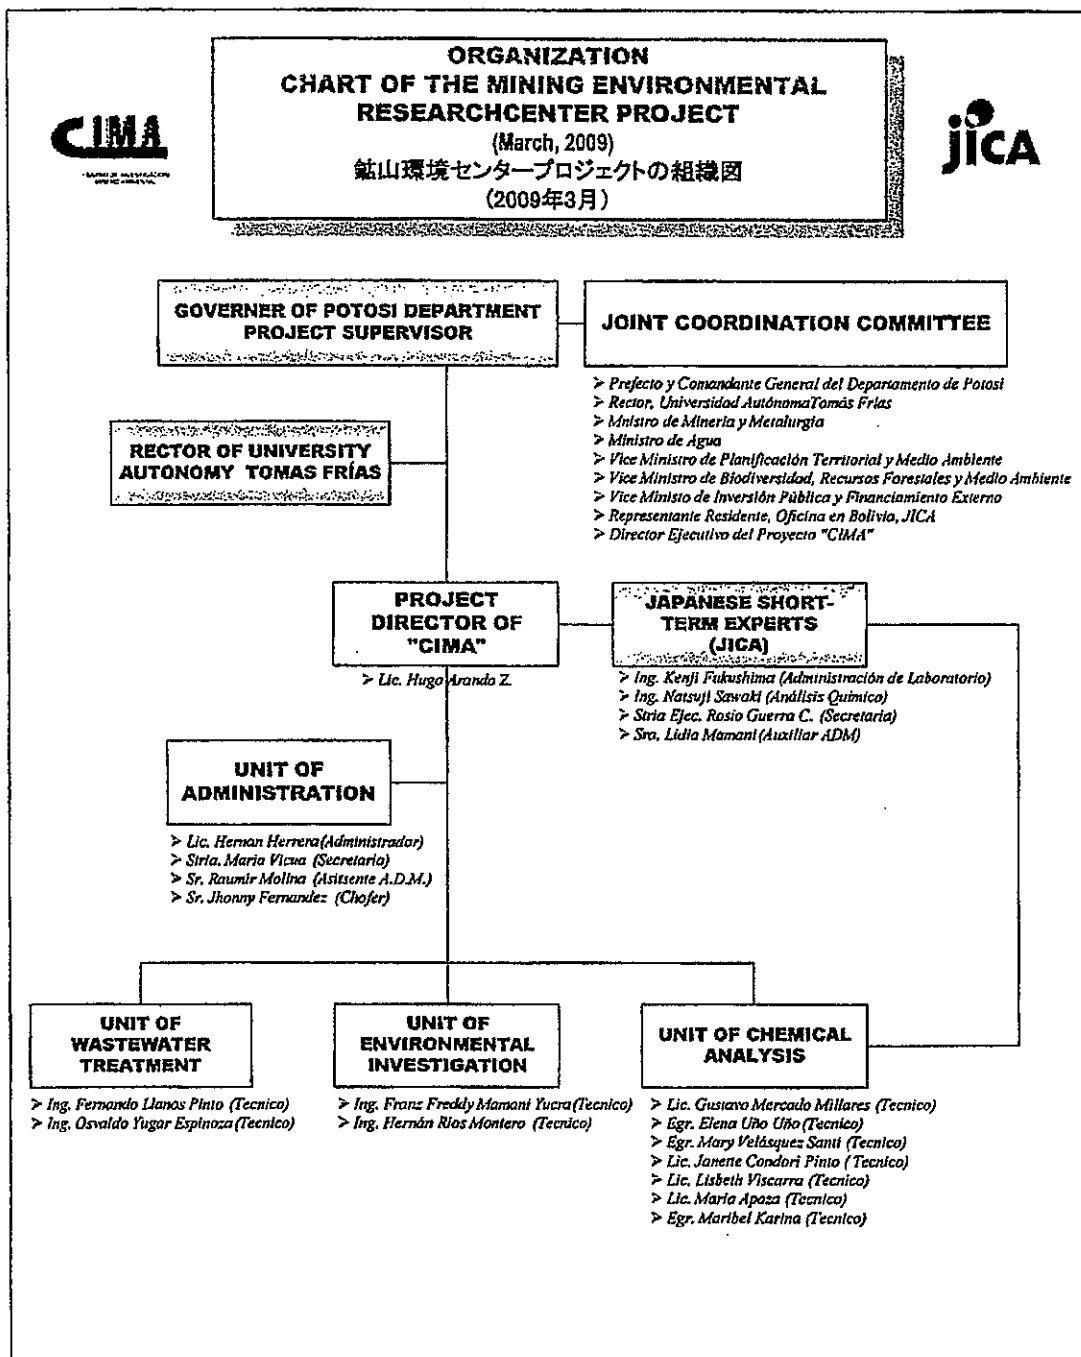 ORGANIZATION
CHART OF THE MINING ENVIRONMENTAL
RESEARCHCENTER PROJECT
(March, 2009)
鉱山環境センタープロジェクトの組織図
(2009年3月)
CIMA
jICA
GOVERNER OF POTOSI DEPARTMENT
PROJECT SUPERVISOR
JOINT COORDINATION COMMITTEE
➢ Prefecto y Comandante General del Departamento de Potosí
➢ Rector, Universidad AutónomaTomás Frías
➢ Mnistro de Minería y Metalurgia
➢ Ministro de Agua
➢ Vice Ministro de Planificación Territorial y Medio Ambiente
➢ Vice Ministro de Biodiversidad, Recursos Forestales y Medio Ambiente
➢ Vice Ministo de Inversión Pública y Financiamiento Externo
➢ Representante Residente, Oficina en Bolivia, JICA
➢ Director Ejecutivo del Proyecto "CIMA"
RECTOR OF UNIVERSITY
AUTONOMY TOMAS FRÍAS
PROJECT
DIRECTOR OF
"CIMA"
➢ Lic. Hugo Arando Z.
JAPANESE SHORT-
TERM EXPERTS
(JICA)
➢ Ing. Kenji Fukushima (Administración de Laboratorio)
➢ Ing. Natsuji Sawaki (Análisis Químico)
➢ Stria Ejec. Rosio Guerra C. (Secretaria)
➢ Sra. Lidia Mamani (Auxiliar ADM)
UNIT OF
ADMINISTRATION
➢ Lic. Hernan Herrera (Administrador)
➢ Stria. Maria (Secretaria)
➢ Sr. Raumir Molina (Asitsente A.D.M.)
➢ Sr. Jhonny Fernandez (Chofer)
UNIT OF
WASTEWATER
TREATMENT
➢ Ing. Fernando Llanos Pinto (Tecnico)
➢ Ing. Osvaldo Yugar Espinoza (Tecnico)
UNIT OF
ENVIRONMENTAL
INVESTIGATION
➢ Ing. Franz Freddy Mamani Yucra (Tecnico)
➢ Ing. Hernán Rios Montero (Tecnico)
UNIT OF CHEMICAL
ANALYSIS
➢ Lic. Gustavo Mercado Millares (Tecnico)
➢ Egr. Elena Uño Uño (Tecnico)
➢ Egr. Mary Velásquez Santi (Tecnico)
➢ Lic. Janette Condori Pinto ( Tecnico)
➢ Lic. Lisbeth Viscarra (Tecnico)
➢ Lic. María Apaza (Tecnico)
➢ Egr. Maribel Karina (Tecnico)